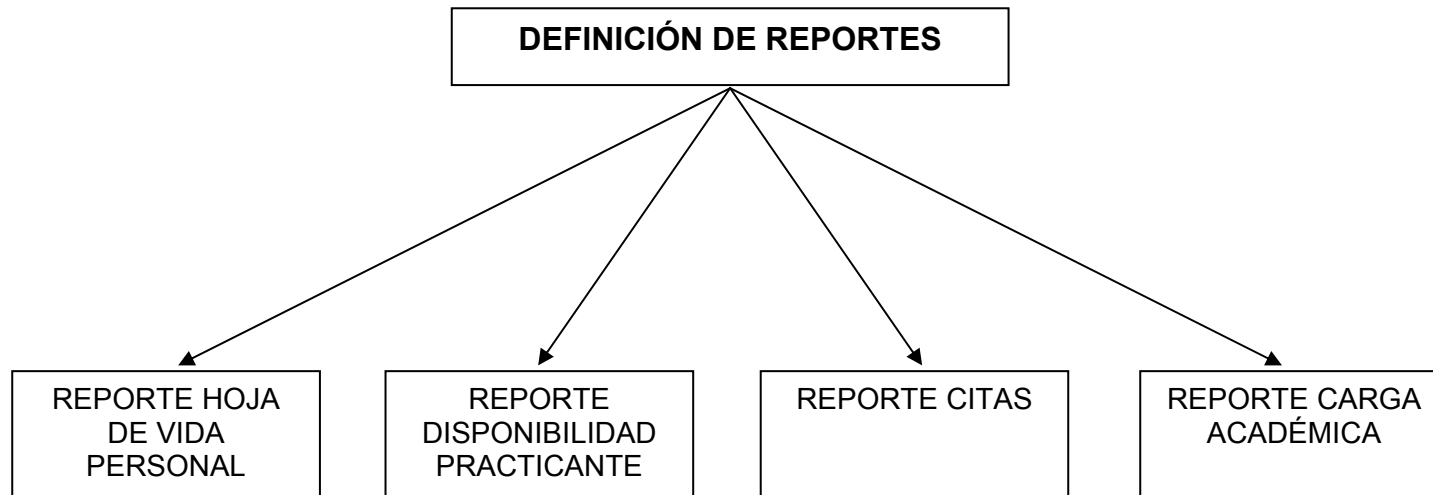 DEFINICIÓN DE REPORTES
REPORTE HOJA
DE VIDA
PERSONAL
REPORTE
DISPONIBILIDAD
PRACTICANTE
REPORTE CITAS
REPORTE CARGA
ACADÉMICA